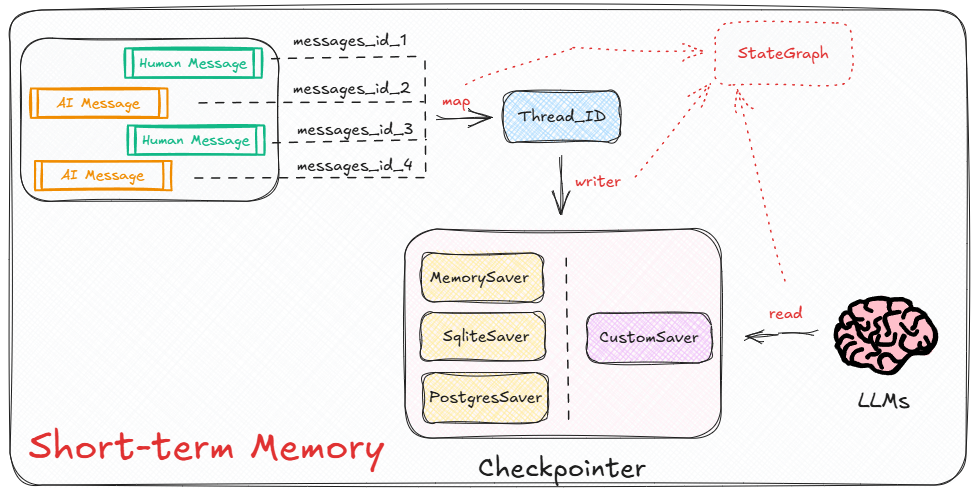 messages_id_1
StateGraph
Human Message
messages_id_2
AI Message
map
Thread_ID
messages_id_3
Human Message
messages_id_4
AI Message
writer
MemorySaver
read
SqliteSaver
CustomSaver
PostgresSaver
LLMs
Short-term Memory
Checkpointer